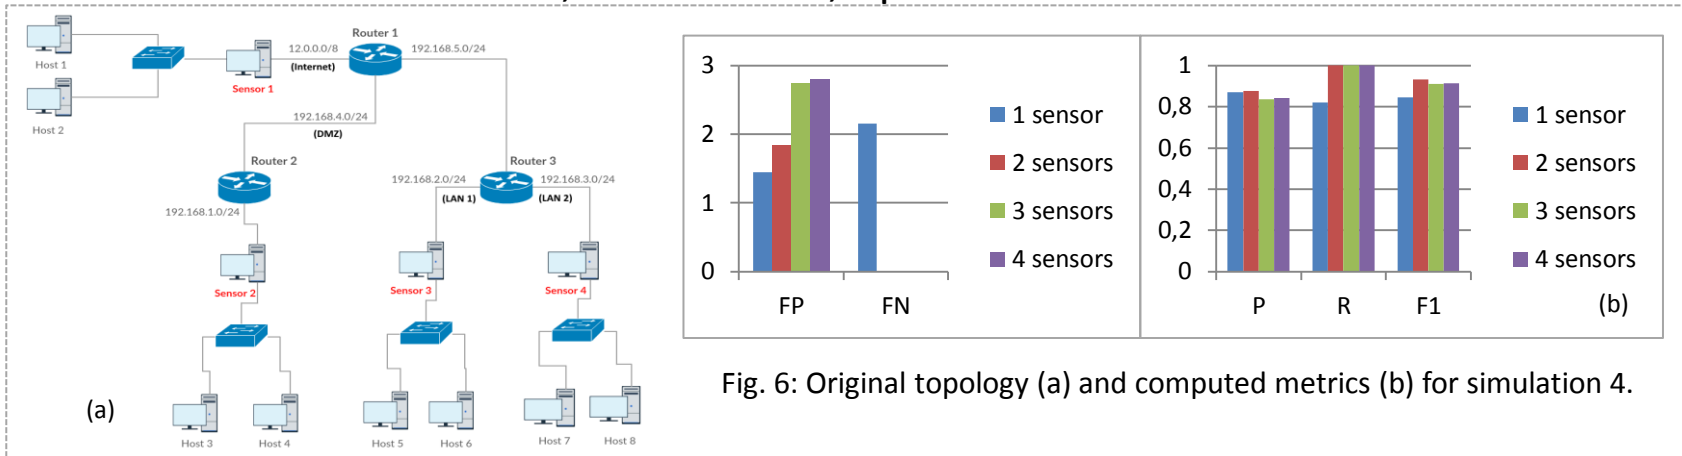 Router 1
12.0.0.0/8
192.168.5.0/24
(Internet)
Host 1
Sensor 1
Host 2
192.168.4.0/24
(DMZ)
Router 2
Router 3
192.168.2.0/24
192.168.3.0/24
(LAN 1)
(LAN 2)
192.168.1.0/24
Sensor 2
Sensor 3
Sensor 4
(a)
Host 3
Host 4
Host 5
Host 6
Host 7
Host 8
3
2
1
0
FP
FN
1 sensor
2 sensors
3 sensors
4 sensors
1
0,8
0,6
0,4
0,2
0
P
R
F1
1 sensor
2 sensors
3 sensors
4 sensors
(b)
Fig. 6: Original topology (a) and computed metrics (b) for simulation 4.